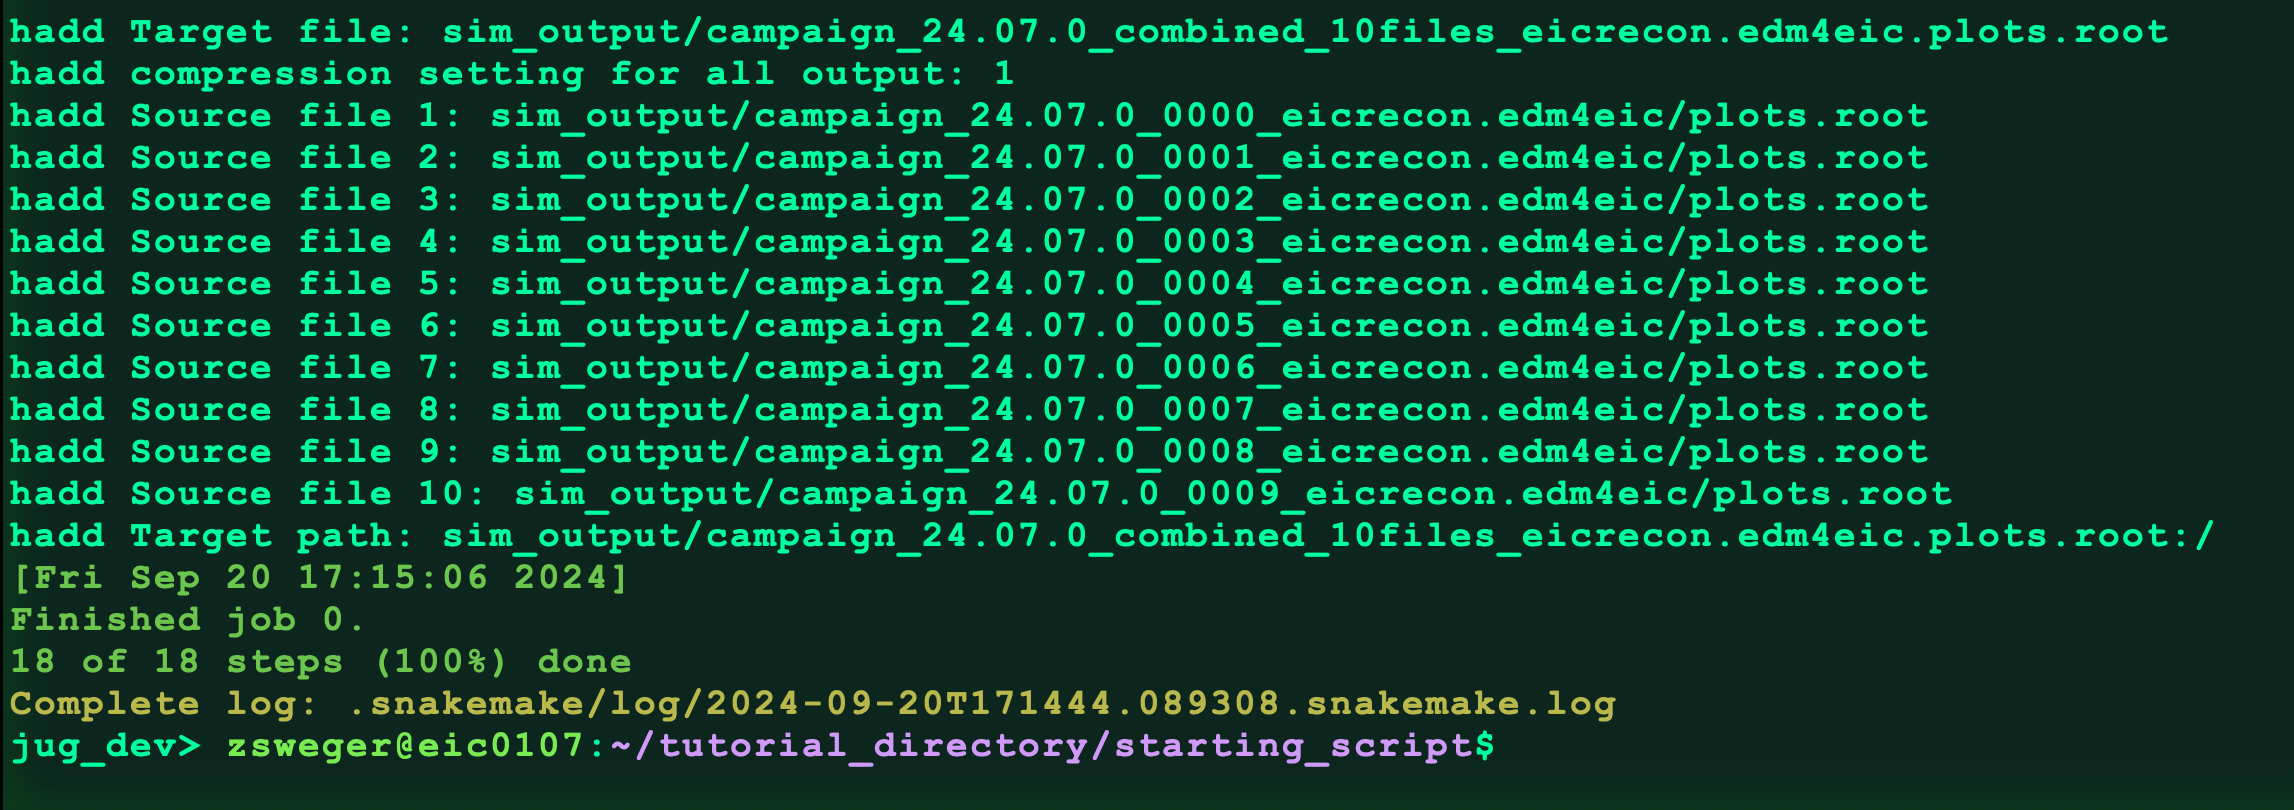 hadd Target file: sim_output/campaign_24.07.0_combined_10files_eicrecon.edm4eic.plots.root
hadd compression setting for all output: 1
hadd Source file 1: sim_output/campaign_24.07.0_0000_eicrecon.edm4eic/plots.root
hadd Source file 2: sim_output/campaign_24.07.0_0001_eicrecon.edm4eic/plots.root
hadd Source file 3: sim_output/campaign_24.07.0_0002_eicrecon.edm4eic/plots.root
hadd Source file 4: sim_output/campaign_24.07.0_0003_eicrecon.edm4eic/plots.root
hadd Source file 5: sim_output/campaign_24.07.0_0004_eicrecon.edm4eic/plots.root
hadd Source file 6: sim_output/campaign_24.07.0_0005_eicrecon.edm4eic/plots.root
hadd Source file 7: sim_output/campaign_24.07.0_0006_eicrecon.edm4eic/plots.root
hadd Source file 8: sim_output/campaign_24.07.0_0007_eicrecon.edm4eic/plots.root
hadd Source file 9: sim_output/campaign_24.07.0_0008_eicrecon.edm4eic/plots.root
hadd Source file 10: sim_output/campaign_24.07.0_0009_eicrecon.edm4eic/plots.root
hadd Target path: sim_output/campaign_24.07.0_combined_10files_eicrecon.edm4eic.plots.root:/
[Fri Sep 20 17:15:06 2024]
Finished job 0.
18 of 18 steps (100%) done
Complete log: .snakemake/log/2024-09-20T171444.089308.snakemake.log
jug_dev> zsweger@eic0107:~/tutorial_directory/starting_script$